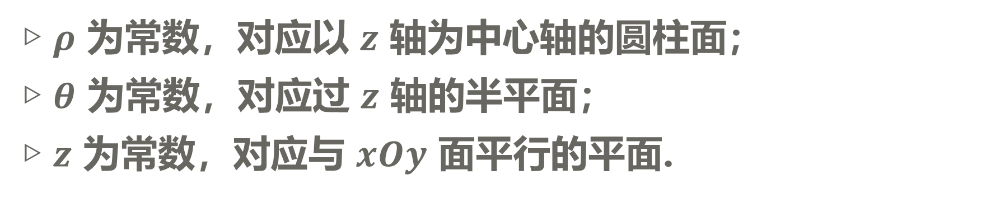 ▷ ρ 为常数，对应以 z 轴为中心轴的圆柱面；
▷ θ 为常数，对应过 z 轴的半平面；
▷ z 为常数，对应与 xOy 面平行的平面.